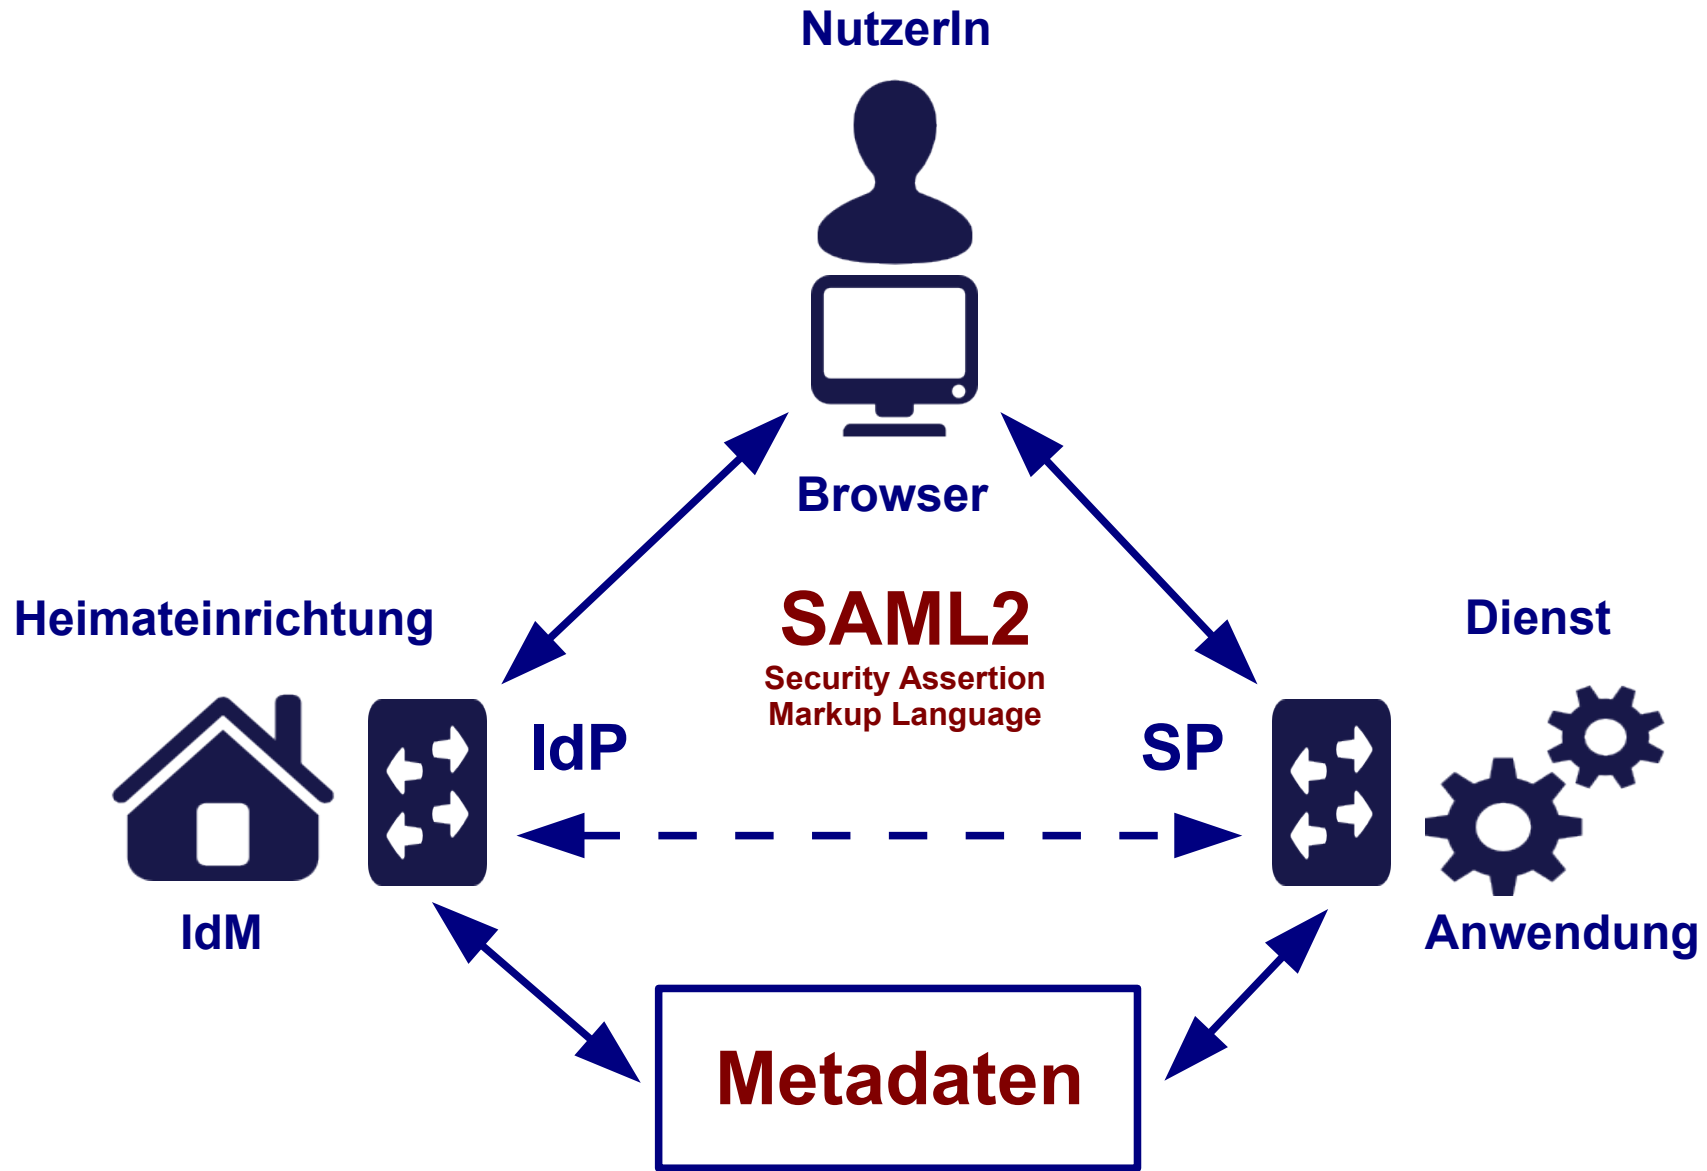 NutzerIn
Browser
Heimateinrichtung
SAML2
Security Assertion
Markup Language
Dienst
IdP
SP
IdM
Anwendung
Metadaten